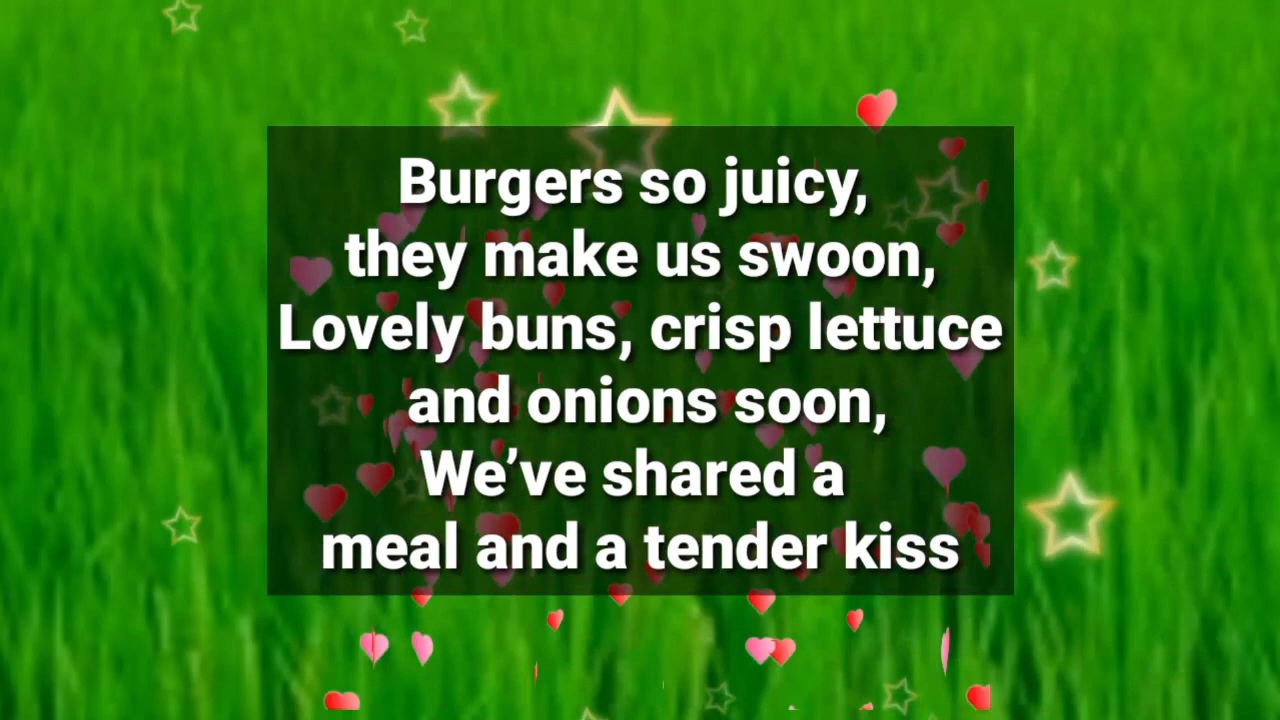 Burgers so juicy,
they make us swoon,
Lovely buns, crisp lettuce
and onions soon,
We’ve shared a
meal and a tender kiss